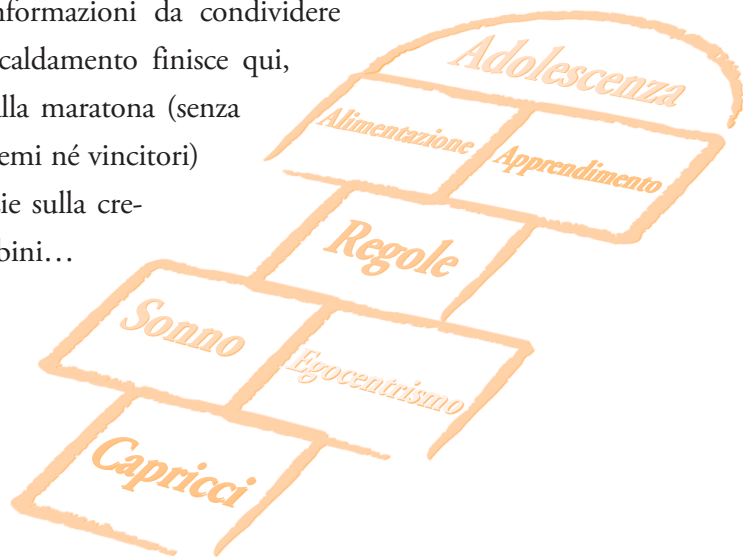 nformazioni da condividere
caldamento finisce qui,
lla maratona (senza
emi né vincitori)
ie sulla cre-
bini…
Adolescenza
Alimentazione
Apprendimento
Regole
Sonno
Egocentrismo
Capricci